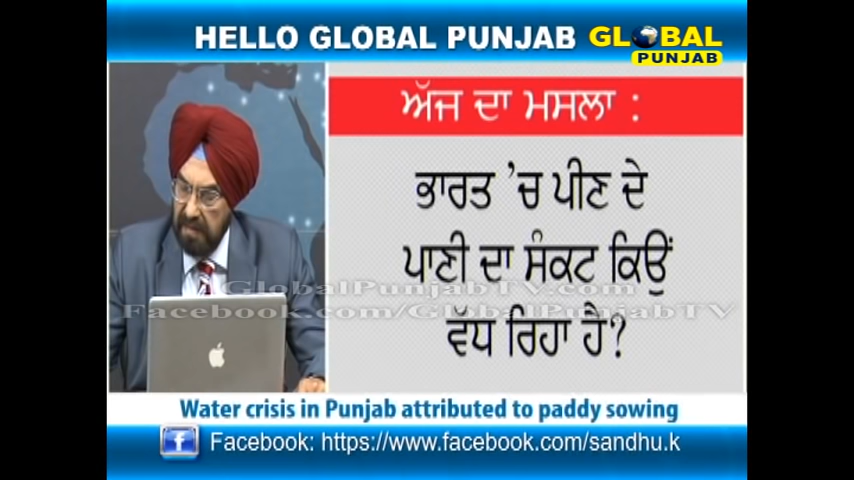 HELLO GLOBAL PUNJAB
GLOBAL
PUNJAB
ਅੱਜ ਦਾ ਮਸਲਾ :
ਭਾਰਤ ’ਚ ਪੀਣ ਦੇ
ਪਾਣੀ ਦਾ ਸੰਕਟ ਕਿਉਂ
ਵੱਧ ਰਿਹਾ ਹੈ?
GlobalPunjabTV.com
Facebook.com/GlobalPunjabTV
Water crisis in Punjab attributed to paddy sowing
Facebook: https://www.facebook.com/sandhu.k